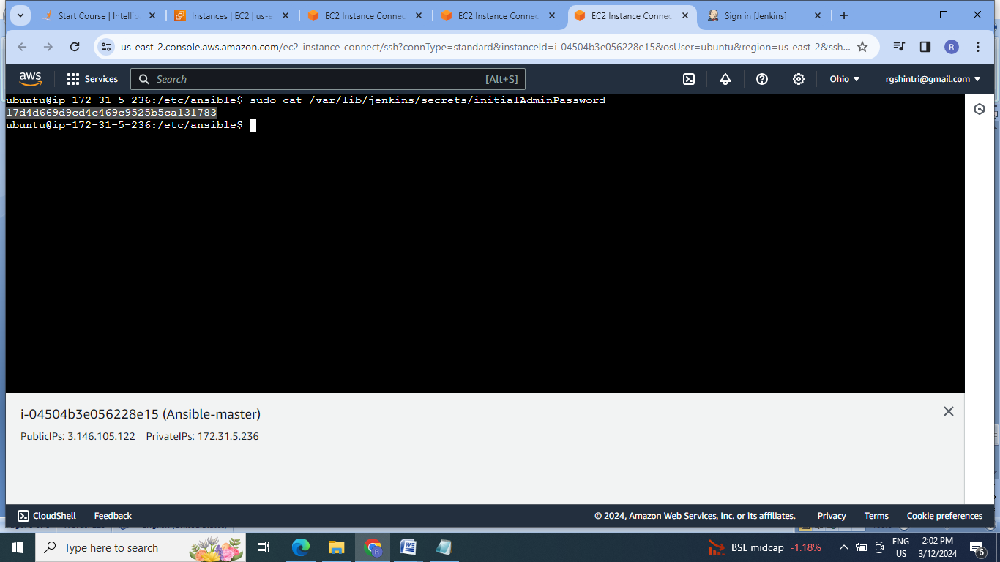 Start Course | Intellip
Instances | EC2 | us-e
EC2 Instance Connec
EC2 Instance Connec
EC2 Instance Connec
Sign in [Jenkins]
us-east-2.console.aws.amazon.com/ec2-instance-connect/ssh?connType=standard&instanceId=i-04504b3e056228e15&osUser=ubuntu&region=us-east-2&ssh...
R
aws
Services
Search
[Alt+S]
Ohio
rgshintri@gmail.com
ubuntu@ip-172-31-5-236:/etc/ansible$ sudo cat /var/lib/jenkins/secrets/initialAdminPassword
17d4d669d9cd4c469c9525b5ca131783
ubuntu@ip-172-31-5-236:/etc/ansible$
i-04504b3e056228e15 (Ansible-master)
PublicIPs: 3.146.105.122 PrivateIPs: 172.31.5.236
CloudShell
Feedback
© 2024, Amazon Web Services, Inc. or its affiliates.
Privacy
Terms
Cookie preferences
Type here to search
R
W
BSE midcap -1.18%
ENG
US
2:02 PM
3/12/2024
6